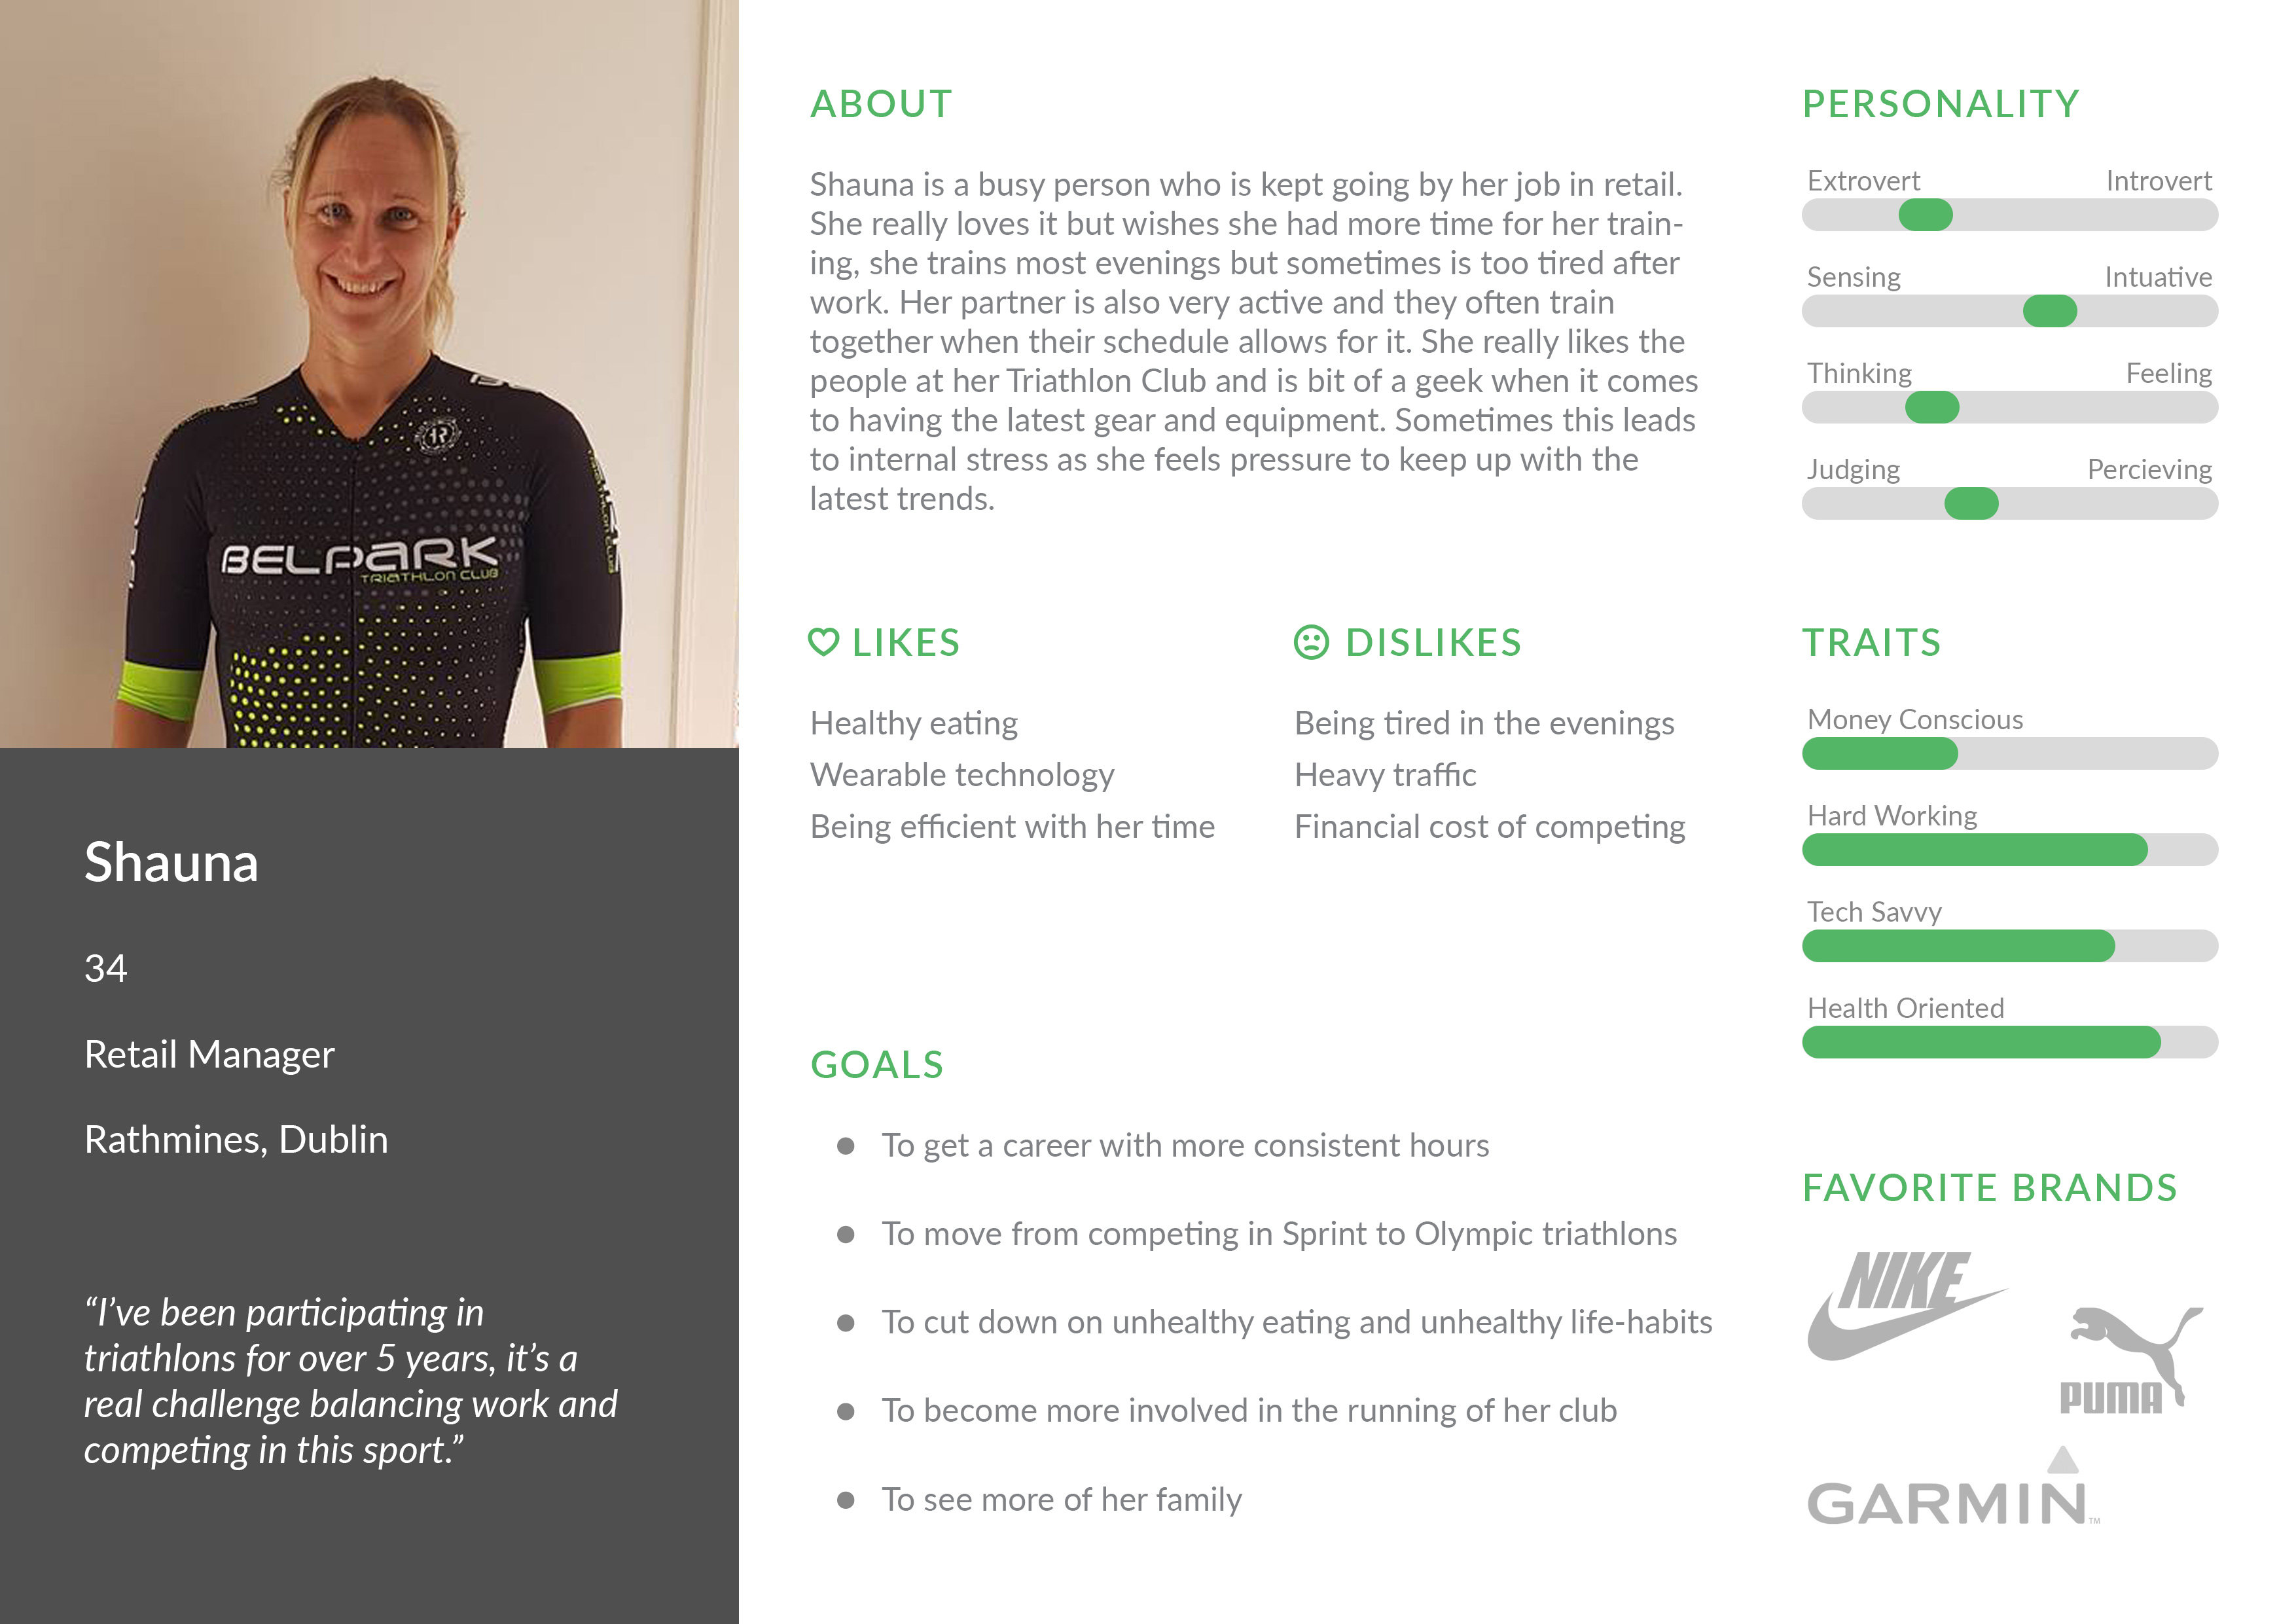 BELPARK
TRIATHLON CLUB
Shauna
34
Retail Manager
Rathmines, Dublin
“I’ve been participating in
triathlons for over 5 years, it’s a
real challenge balancing work and
competing in this sport.”
ABOUT
Shauna is a busy person who is kept going by her job in retail.
She really loves it but wishes she had more time for her train-
ing, she trains most evenings but sometimes is too tired after
work. Her partner is also very active and they often train
together when their schedule allows for it. She really likes the
people at her Triathlon Club and is bit of a geek when it comes
to having the latest gear and equipment. Sometimes this leads
to internal stress as she feels pressure to keep up with the
latest trends.
LIKES
Healthy eating
Wearable technology
Being efficient with her time
DISLIKES
Being tired in the evenings
Heavy traffic
Financial cost of competing
GOALS
To get a career with more consistent hours
To move from competing in Sprint to Olympic triathlons
To cut down on unhealthy eating and unhealthy life-habits
To become more involved in the running of her club
To see more of her family
PERSONALITY
Extrovert Introvert
Sensing Intuative
Thinking Feeling
Judging Percieving
TRAITS
Money Conscious
Hard Working
Tech Savvy
Health Oriented
FAVORITE BRANDS
NIKE
PUMA
GARMIN™